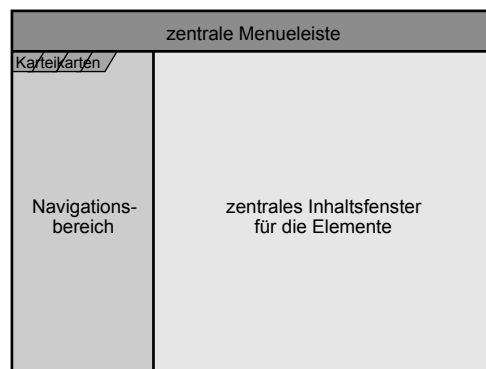 zentrale Menueleiste
Karteikarten
Navigations-
bereich
zentrales Inhaltsfenster
für die Elemente